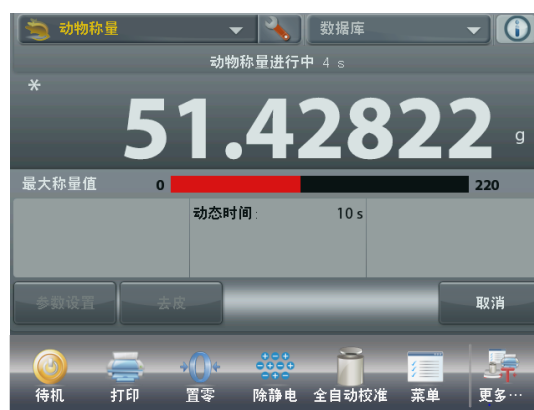 动物称量 数据库
动物称量进行中 4 s
* 51.42822 g
最大称量值 0 220
动态时间: 10 s
参数设置 去皮 取消
待机 打印 置零 除静电 全自动校准 菜单 更多…